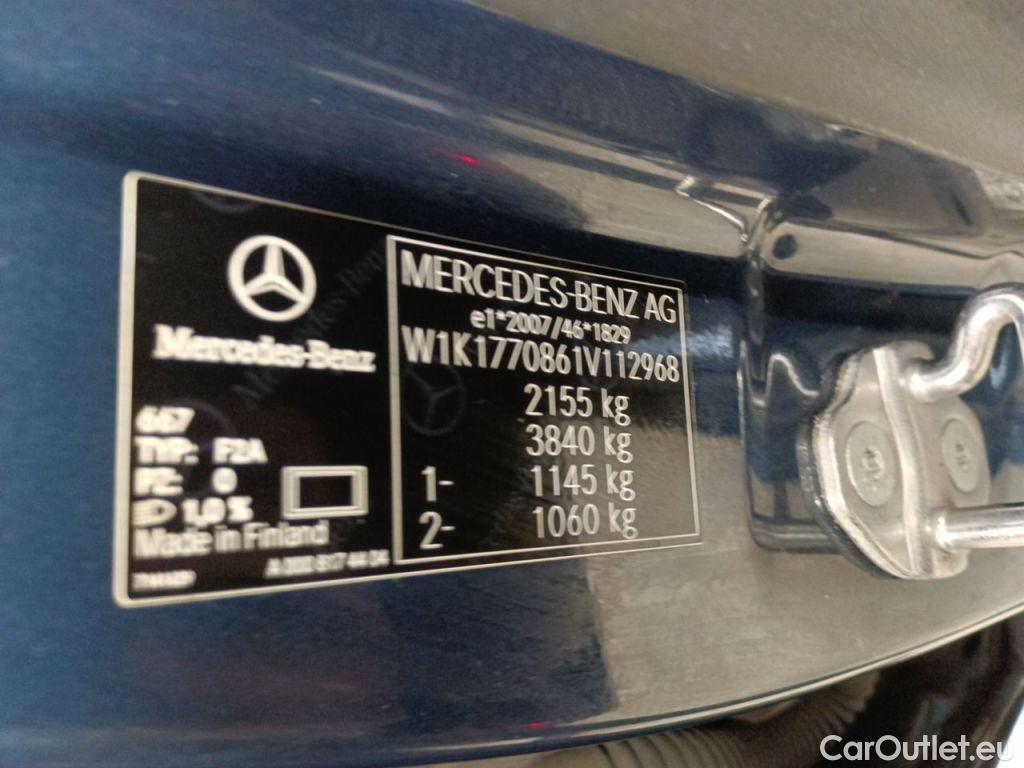 Mercedes-Benz
667
TYP: F2A
P2: 0
1,0 %
Made in Finland
MERCEDES-BENZ AG
e1*2007/46*1829
W1K1770861V112968
2155 kg
3840 kg
1- 1145 kg
2- 1060 kg
CarOutlet.eu